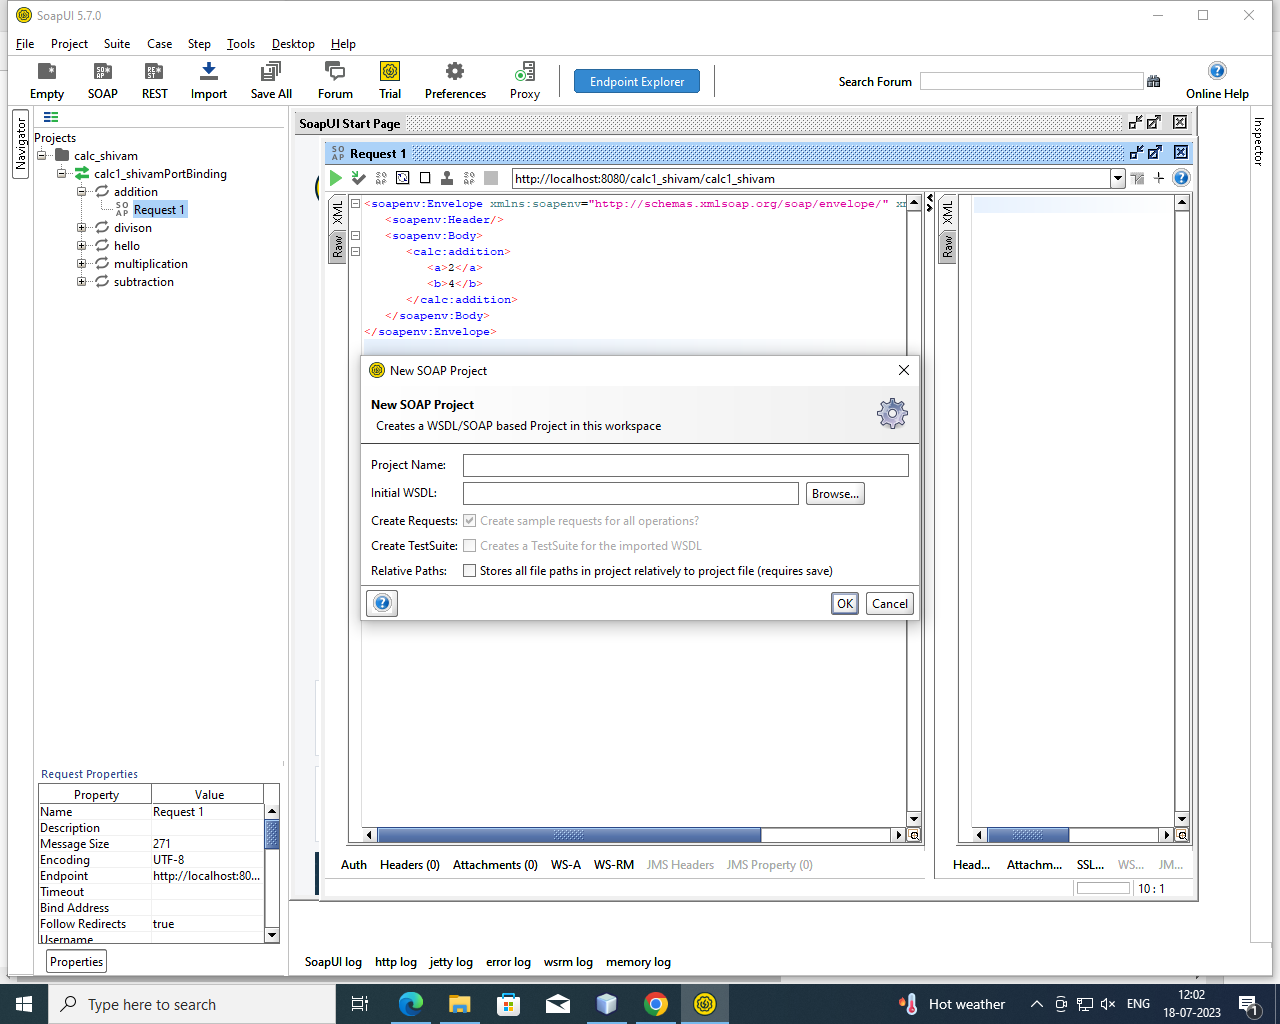 SoapUI 5.7.0
File Project Suite Case Step Tools Desktop Help
Empty SOAP REST Import Save All Forum Trial Preferences Proxy Endpoint Explorer Search Forum Online Help
Navigator
Projects
calc_shivam
calc1_shivamPortBinding
addition
SO AP Request 1
divison
hello
multiplication
subtraction
SoapUI Start Page
Inspector
SO AP Request 1
http://localhost:8080/calc1_shivam/calc1_shivam
XML
Raw
<soapenv:Envelope xmlns:soapenv="http://schemas.xmlsoap.org/soap/envelope/" xm
<soapenv:Header/>
<soapenv:Body>
<calc:addition>
<a>2</a>
<b>4</b>
</calc:addition>
</soapenv:Body>
</soapenv:Envelope>
XML
Raw
New SOAP Project
New SOAP Project
Creates a WSDL/SOAP based Project in this workspace
Project Name:
Initial WSDL: Browse...
Create Requests: Create sample requests for all operations?
Create TestSuite: Creates a TestSuite for the imported WSDL
Relative Paths: Stores all file paths in project relatively to project file (requires save)
OK Cancel
Request Properties
Property Value
Name Request 1
Description
Message Size 271
Encoding UTF-8
Endpoint http://localhost:80...
Timeout
Bind Address
Follow Redirects true
Username
Properties
Auth Headers (0) Attachments (0) WS-A WS-RM JMS Headers JMS Property (0)
Head... Attachm... SSL... WS... JM...
10 : 1
SoapUI log http log jetty log error log wsrm log memory log
Type here to search
Hot weather ENG 12:02
18-07-2023
1